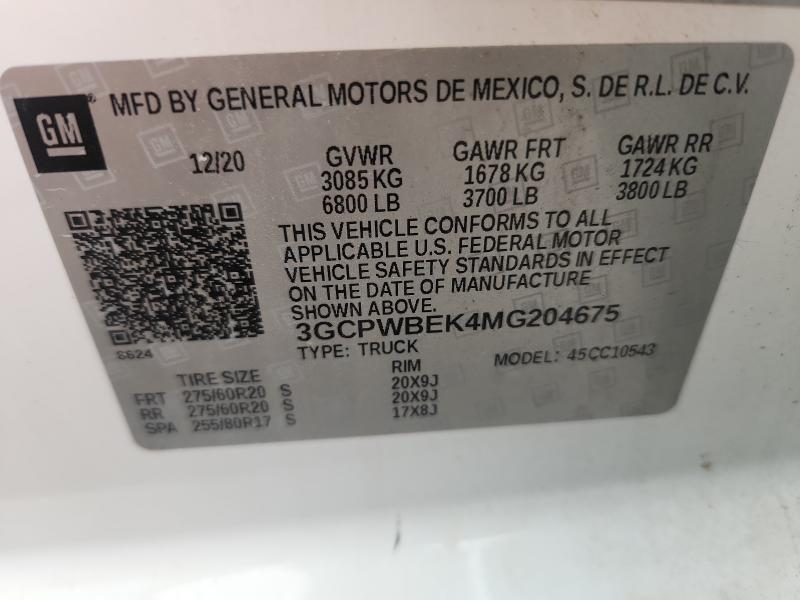 GM ® MFD BY GENERAL MOTORS DE MEXICO, S. DE R.L. DE C.V.
12/20 GVWR GAWR FRT GAWR RR
3085 KG 1678 KG 1724 KG
6800 LB 3700 LB 3800 LB
THIS VEHICLE CONFORMS TO ALL
APPLICABLE U.S. FEDERAL MOTOR
VEHICLE SAFETY STANDARDS IN EFFECT
ON THE DATE OF MANUFACTURE
SHOWN ABOVE.
3GCPWBEK4MG204675
8624 TYPE: TRUCK MODEL: 45CC10543
TIRE SIZE RIM
FRT 275/60R20 S 20X9J
RR 275/60R20 S 20X9J
SPA 255/80R17 S 17X8J